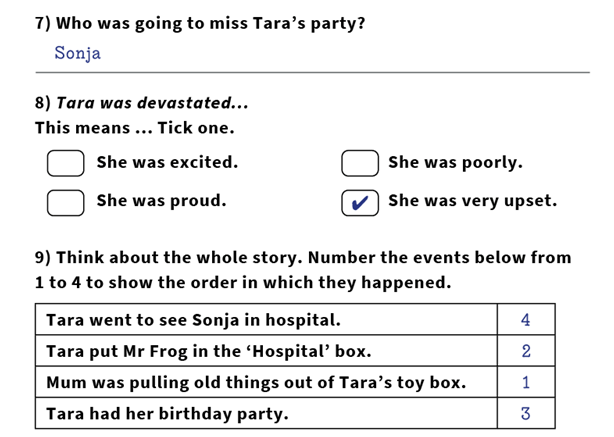 7) Who was going to miss Tara’s party?
Sonja
8) Tara was devastated...
This means ... Tick one.
She was excited. She was poorly.
She was proud. ✔ She was very upset.
9) Think about the whole story. Number the events below from
1 to 4 to show the order in which they happened.
Tara went to see Sonja in hospital. 4
Tara put Mr Frog in the ‘Hospital’ box. 2
Mum was pulling old things out of Tara’s toy box. 1
Tara had her birthday party. 3